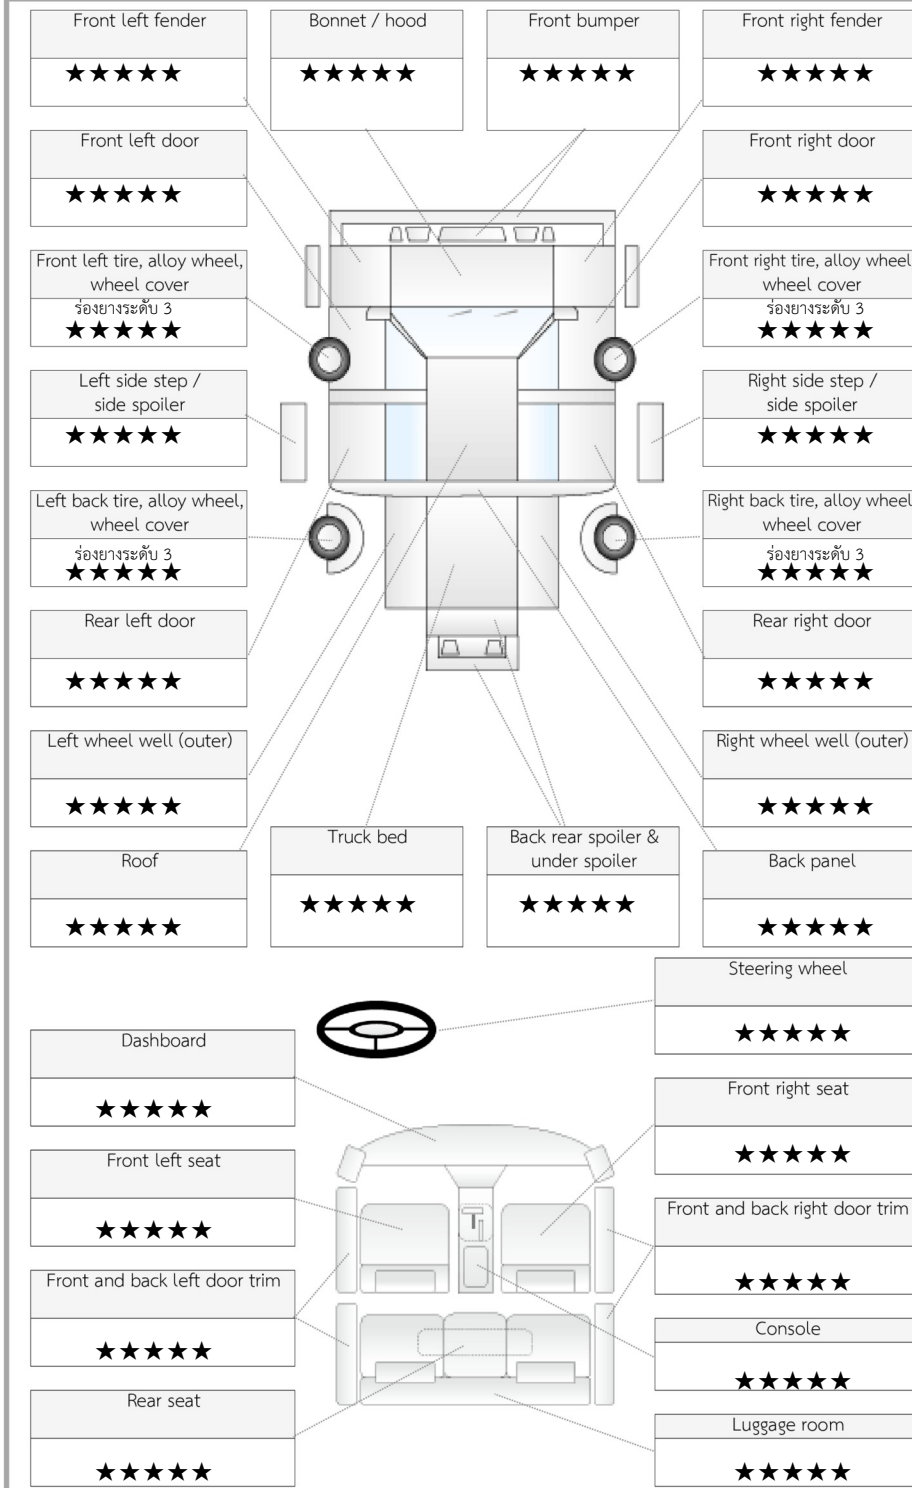 Front left fender
★★★★★
Bonnet / hood
★★★★★
Front bumper
★★★★★
Front right fender
★★★★★
Front left door
★★★★★
Front right door
★★★★★
Front left tire, alloy wheel,
wheel cover
ร่องยางระดับ 3
★★★★★
Front right tire, alloy wheel
wheel cover
ร่องยางระดับ 3
★★★★★
Left side step /
side spoiler
★★★★★
Right side step /
side spoiler
★★★★★
Left back tire, alloy wheel,
wheel cover
ร่องยางระดับ 3
★★★★★
Right back tire, alloy wheel
wheel cover
ร่องยางระดับ 3
★★★★★
Rear left door
★★★★★
Rear right door
★★★★★
Left wheel well (outer)
★★★★★
Right wheel well (outer)
★★★★★
Roof
★★★★★
Truck bed
★★★★★
Back rear spoiler &
under spoiler
★★★★★
Back panel
★★★★★
Steering wheel
★★★★★
Dashboard
★★★★★
Front right seat
★★★★★
Front left seat
★★★★★
Front and back right door trim
★★★★★
Front and back left door trim
★★★★★
Console
★★★★★
Rear seat
★★★★★
Luggage room
★★★★★